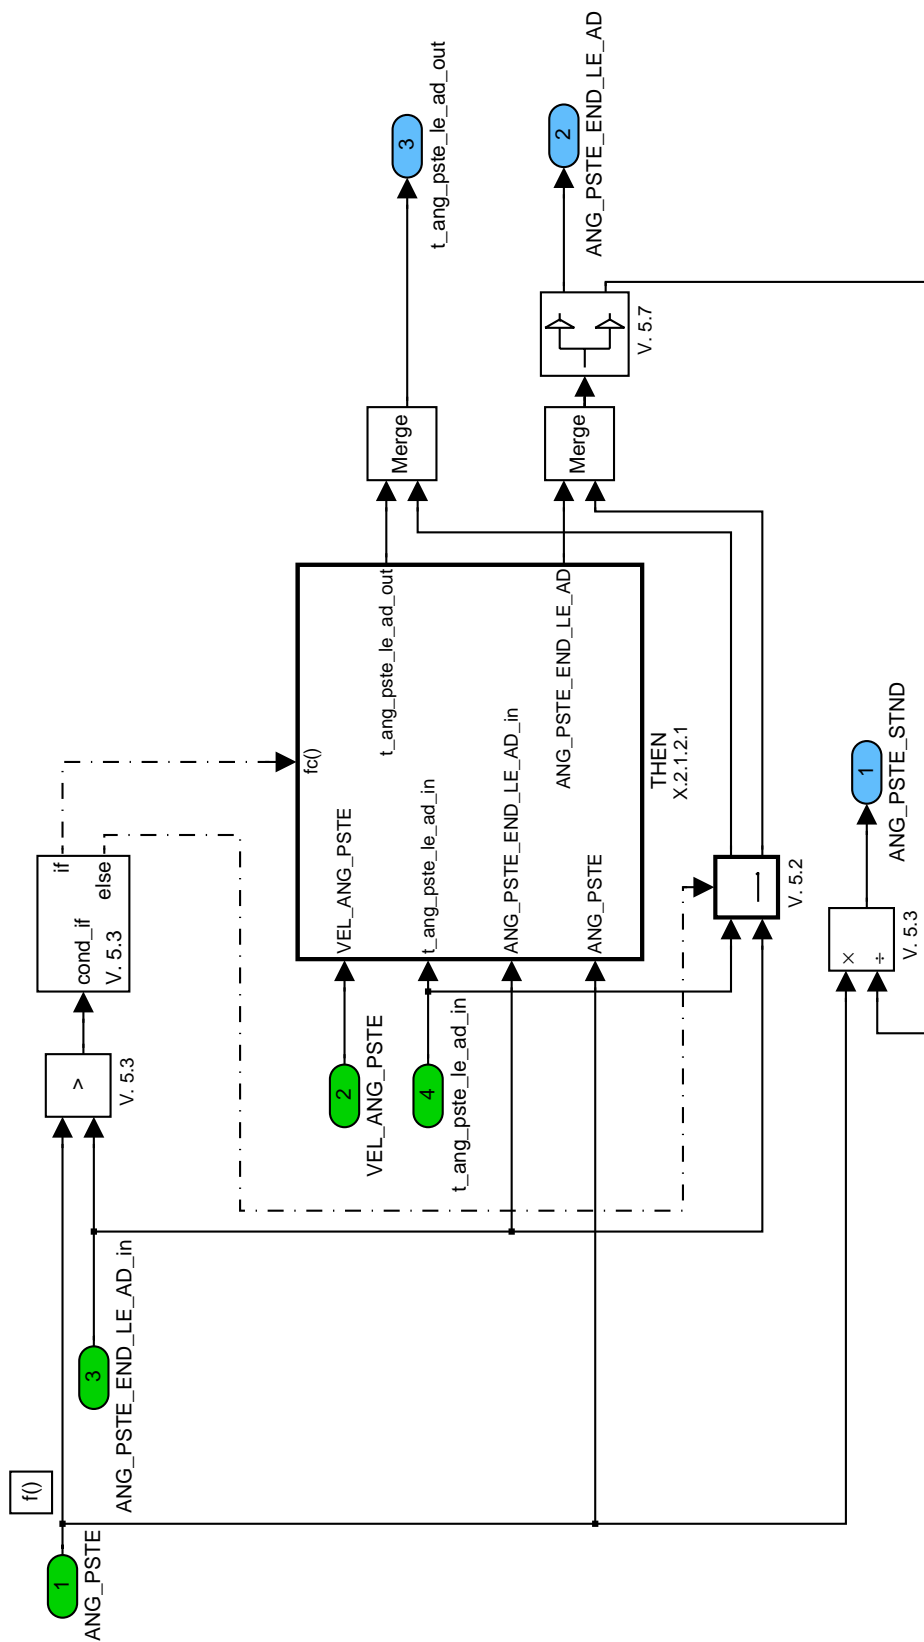 f()
1
ANG_PSTE
3
ANG_PSTE_END_LE_AD_in
>
V. 5.3
cond_if
V. 5.3
if
else
2
VEL_ANG_PSTE
4
t_ang_pste_le_ad_in
fc()
VEL_ANG_PSTE
t_ang_pste_le_ad_in
ANG_PSTE_END_LE_AD_in
ANG_PSTE
t_ang_pste_le_ad_out
ANG_PSTE_END_LE_AD
THEN
X.2.1.2.1
V. 5.2
Merge
Merge
V. 5.7
3
t_ang_pste_le_ad_out
2
ANG_PSTE_END_LE_AD
×
÷
V. 5.3
1
ANG_PSTE_STND